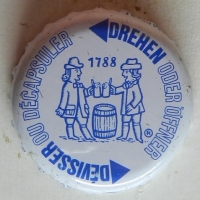 DÉVISSER OU DÉCAPSULER
DREHEN ODER ÖFFNER
1788
®